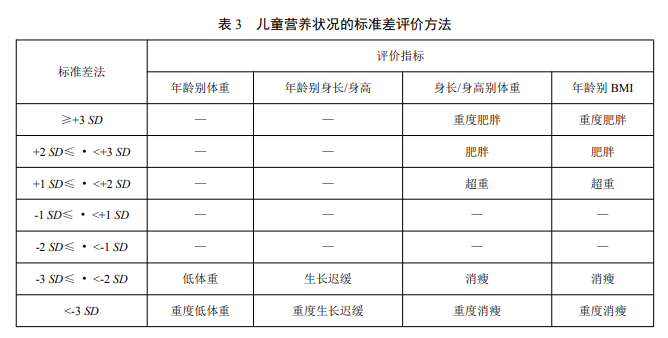 表 3 儿童营养状况的标准差评价方法
标准差法 评价指标
年龄别体重 年龄别身长/身高 身长/身高别体重 年龄别 BMI
≥+3 SD — — 重度肥胖 重度肥胖
+2 SD≤ · <+3 SD — — 肥胖 肥胖
+1 SD≤ · <+2 SD — — 超重 超重
-1 SD≤ · <+1 SD — — — —
-2 SD≤ · <-1 SD — — — —
-3 SD≤ · <-2 SD 低体重 生长迟缓 消瘦 消瘦
<-3 SD 重度低体重 重度生长迟缓 重度消瘦 重度消瘦